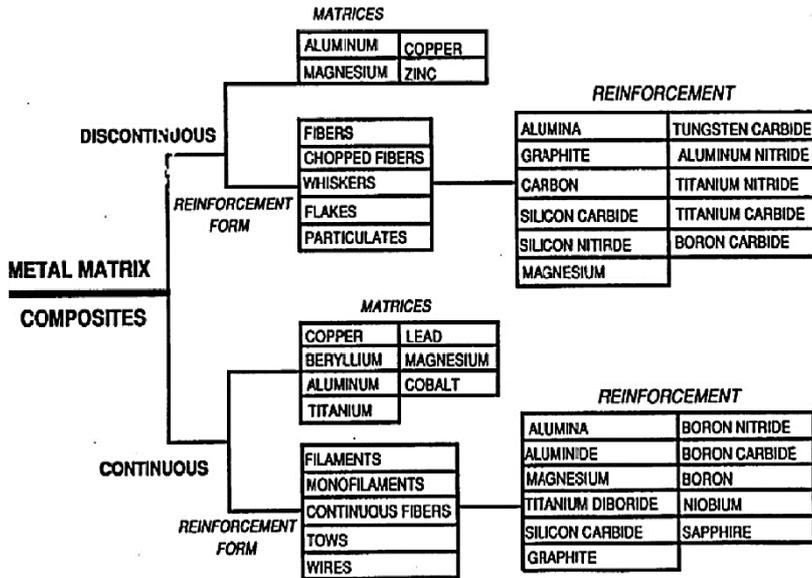 MATRICES
ALUMINUM COPPER
MAGNESIUM ZINC
DISCONTINUOUS
REINFORCEMENT
FORM
FIBERS
CHOPPED FIBERS
WHISKERS
FLAKES
PARTICULATES
REINFORCEMENT
ALUMINA TUNGSTEN CARBIDE
GRAPHITE ALUMINUM NITRIDE
CARBON TITANIUM NITRIDE
SILICON CARBIDE TITANIUM CARBIDE
SILICON NITIRDE BORON CARBIDE
MAGNESIUM
METAL MATRIX
COMPOSITES
MATRICES
COPPER LEAD
BERYLLIUM MAGNESIUM
ALUMINUM COBALT
TITANIUM
CONTINUOUS
REINFORCEMENT
FORM
FILAMENTS
MONOFILAMENTS
CONTINUOUS FIBERS
TOWS
WIRES
REINFORCEMENT
ALUMINA BORON NITRIDE
ALUMINIDE BORON CARBIDE
MAGNESIUM BORON
TITANIUM DIBORIDE NIOBIUM
SILICON CARBIDE SAPPHIRE
GRAPHITE